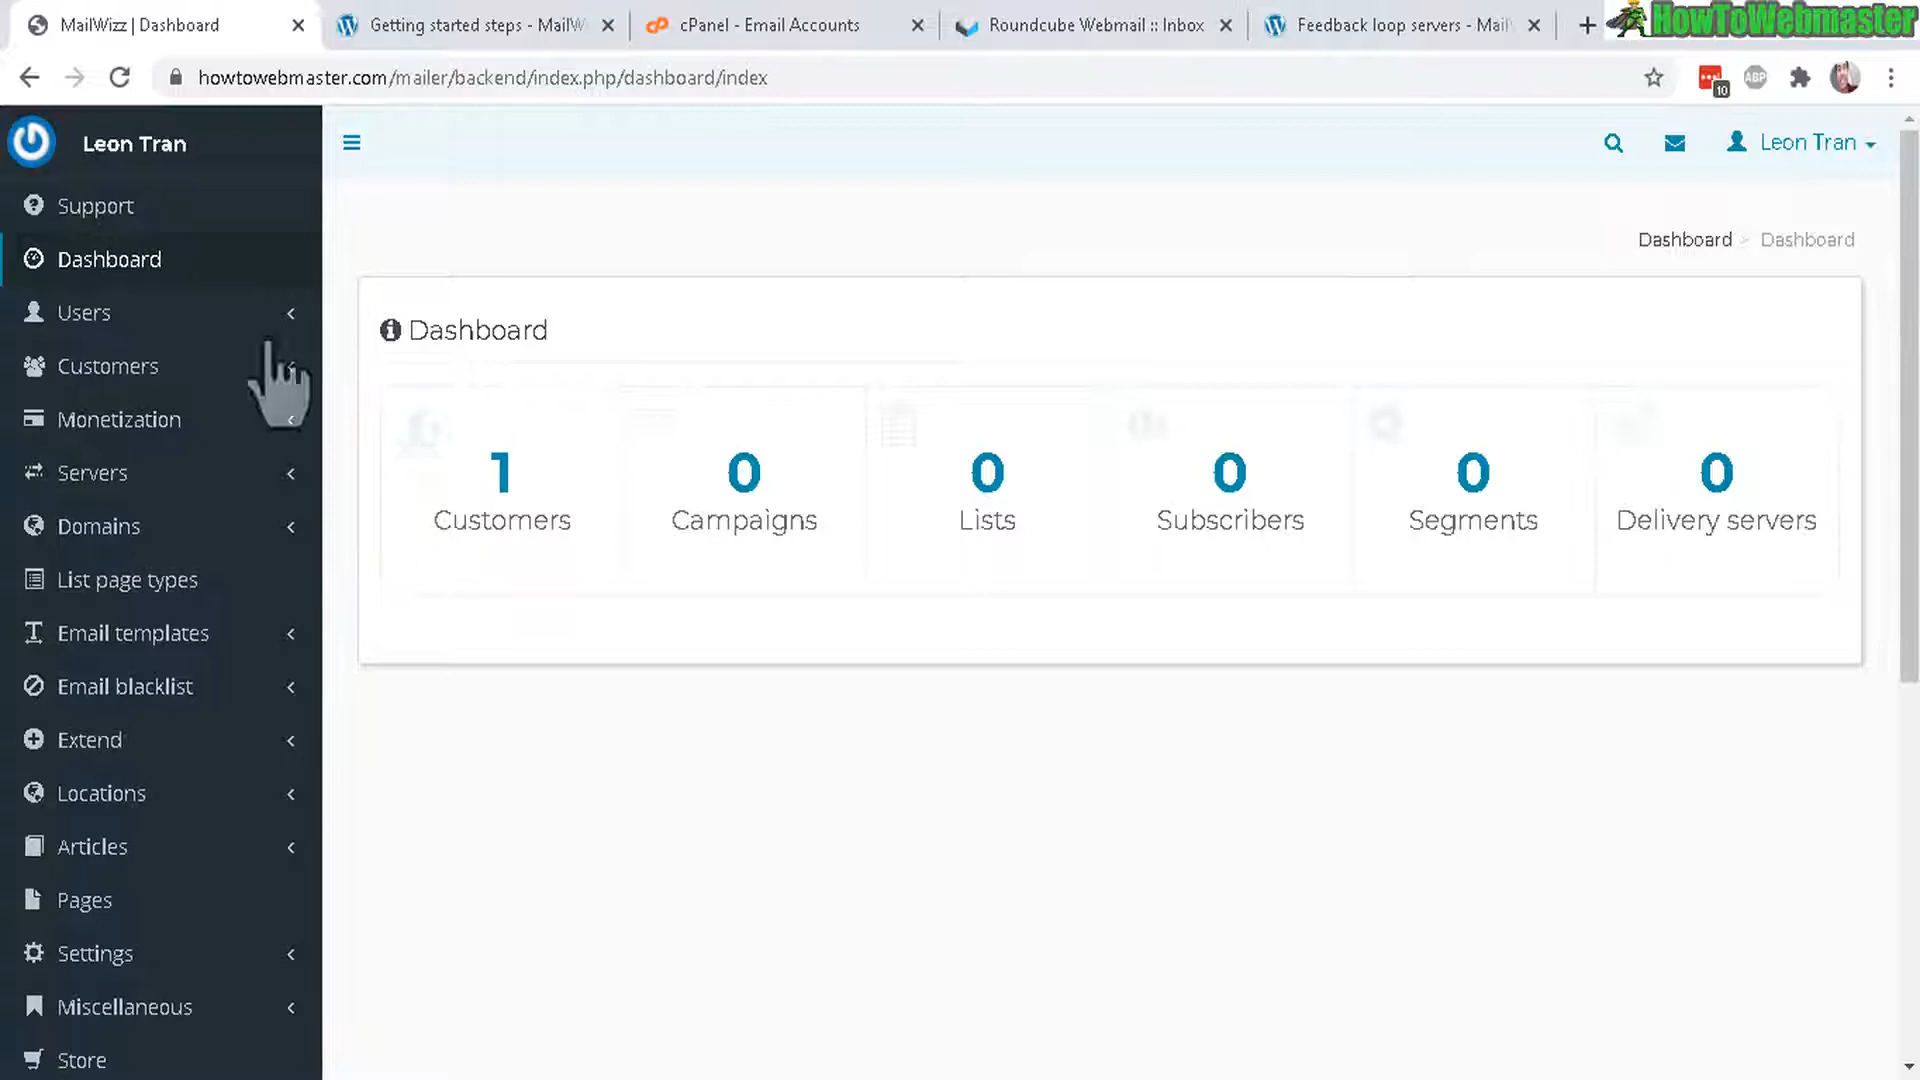 MailWizz | Dashboard
Getting started steps - MailW
cPanel - Email Accounts
Roundcube Webmail :: Inbox
Feedback loop servers - Mail
HowToWebmaster
howtowebmaster.com/mailer/backend/index.php/dashboard/index
10
ABP
Leon Tran
Leon Tran
Support
Dashboard
Users
Customers
Monetization
Servers
Domains
List page types
Email templates
Email blacklist
Extend
Locations
Articles
Pages
Settings
Miscellaneous
Store
Dashboard > Dashboard
Dashboard
1
Customers
0
Campaigns
0
Lists
0
Subscribers
0
Segments
0
Delivery servers